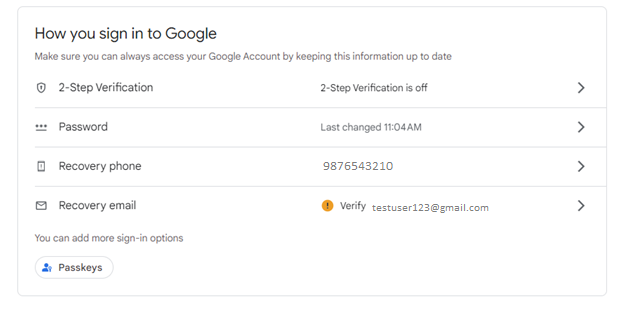 How you sign in to Google
Make sure you can always access your Google Account by keeping this information up to date
2-Step Verification 2-Step Verification is off
Password Last changed 11:04 AM
Recovery phone 9876543210
Recovery email Verify testuser123@gmail.com
You can add more sign-in options
Passkeys